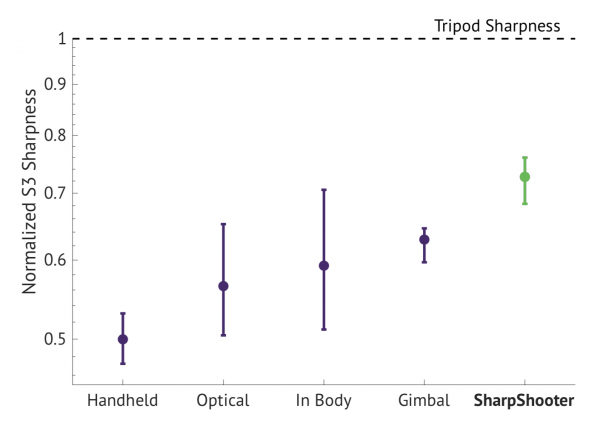 Tripod Sharpness
1
0.9
0.8
0.7
0.6
0.5
Normalized S3 Sharpness
Handheld Optical In Body Gimbal SharpShooter